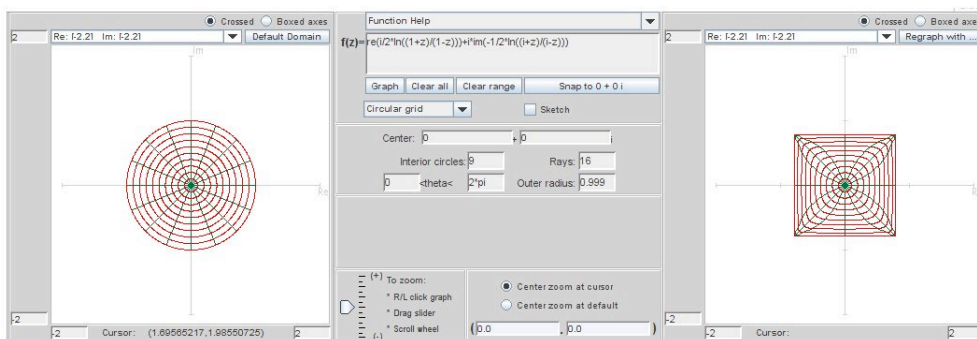 Crossed Boxed axes
2 Re: [-2.21 Im: [-2.21 Default Domain
Im
-2
-2 Cursor: (1.69565217,1.98550725) 2
Function Help
f(z)= re(i/2*ln((1+z)/(1-z)))+i*im(-1/2*ln((i+z)/(i-z)))
Graph Clear all Clear range Snap to 0 + 0 i
Circular grid Sketch
Center: 0 + 0 i
Interior circles: 9 Rays: 16
0 <theta< 2*pi Outer radius: 0.999
(+) To zoom:
* R/L click graph
* Drag slider
* Scroll wheel
(-)
Center zoom at cursor
Center zoom at default
( 0.0 , 0.0 )
Crossed Boxed axes
2 Re: [-2.21 Im: [-2.21 Regraph with ...
Im
-2
-2 Cursor: 2